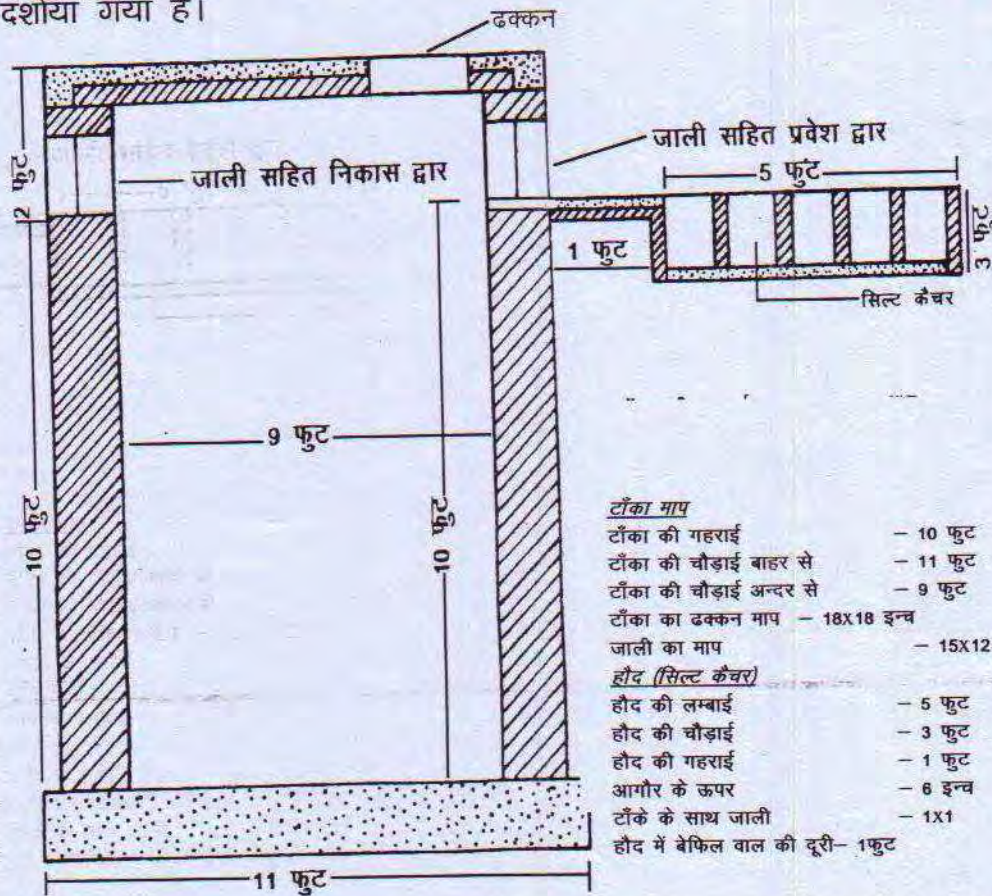 दर्शाया गया है।
ढक्कन
जाली सहित प्रवेश द्वार
5 फुट
2 फुट
जाली सहित निकास द्वार
1 फुट
3 फुट
सिल्ट कैचर
9 फुट
10 फुट
10 फुट
टाँका माप
टाँका की गहराई – 10 फुट
टाँका की चौड़ाई बाहर से – 11 फुट
टाँका की चौड़ाई अन्दर से – 9 फुट
टाँका का ढक्कन माप – 18X18 इन्च
जाली का माप – 15X12
हौद (सिल्ट कैचर)
हौद की लम्बाई – 5 फुट
हौद की चौड़ाई – 3 फुट
हौद की गहराई – 1 फुट
आगौर के ऊपर – 6 इन्च
टाँके के साथ जाली – 1X1
हौद में बेफिल वाल की दूरी– 1फुट
11 फुट